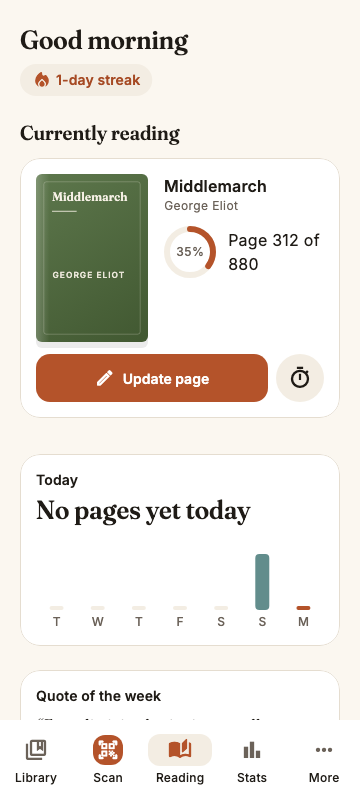 Good morning
1-day streak
Currently reading
Middlemarch
GEORGE ELIOT
Middlemarch
George Eliot
35%
Page 312 of
880
Update page
Today
No pages yet today
T W T F S S M
Quote of the week
Library Scan Reading Stats More